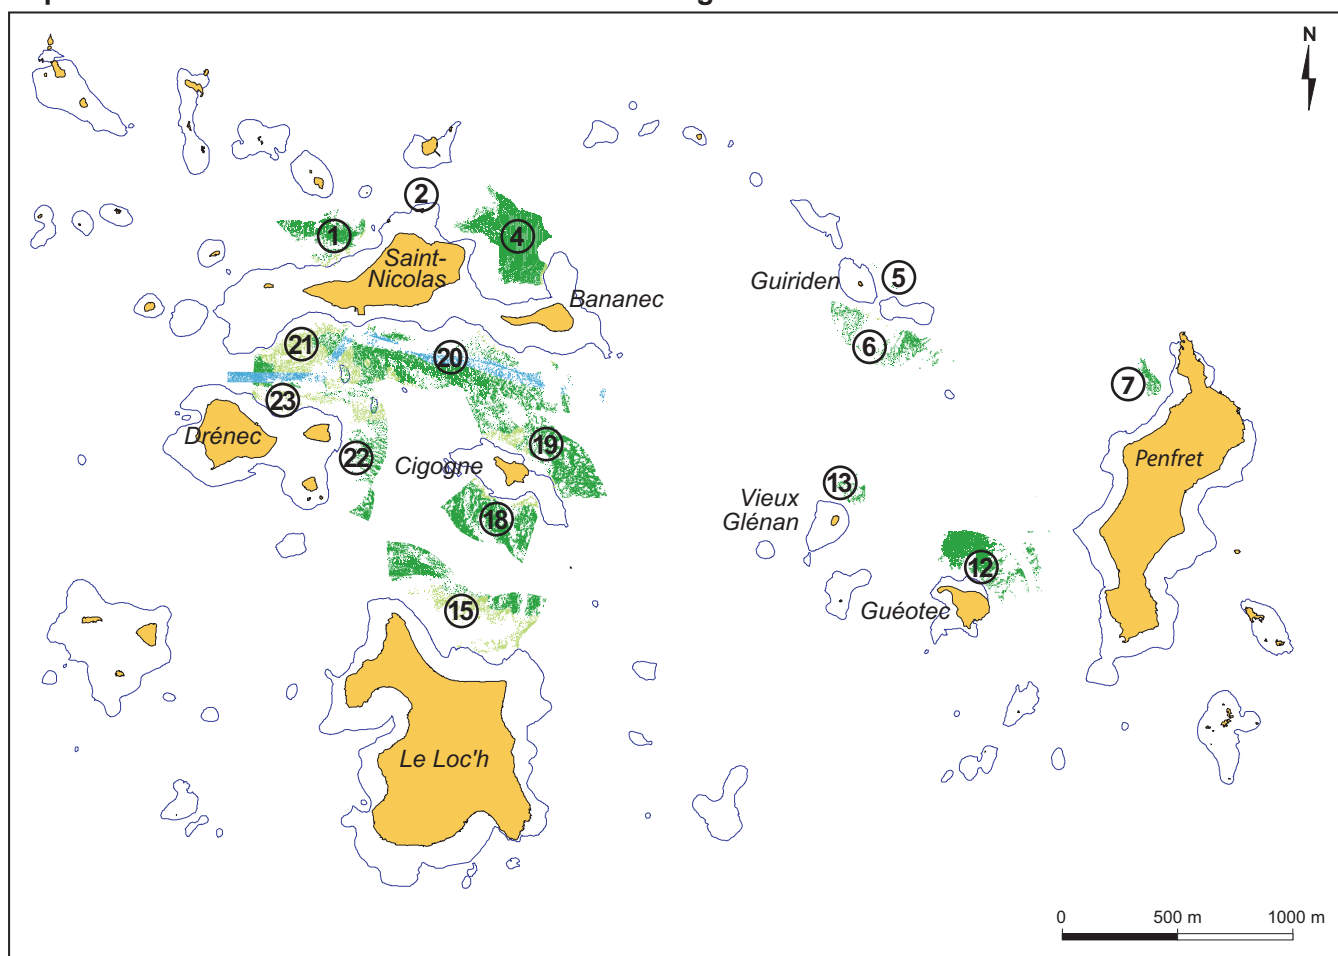 N
2
1
4
Saint-
Nicolas
Guiriden
5
Bananec
6
21
20
7
23
Drénec
19
22
Cigogne
Penfret
13
Vieux
Glénan
18
12
15
Guéotec
Le Loc'h
0
500 m
1000 m